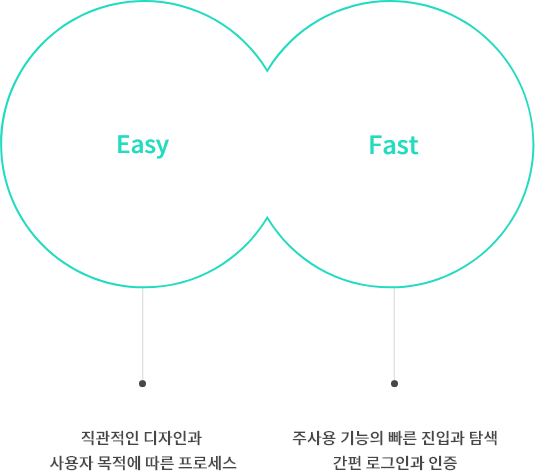 Easy
Fast
직관적인 디자인과
사용자 목적에 따른 프로세스
주사용 기능의 빠른 진입과 탐색
간편 로그인과 인증